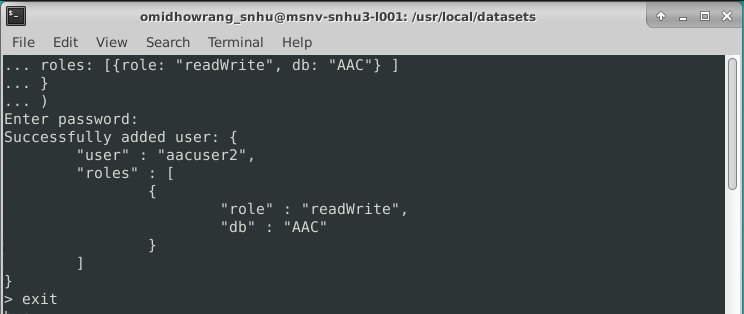 omidhowrang_snhu@msnv-snhu3-l001: /usr/local/datasets
File Edit View Search Terminal Help
... roles: [{role: "readWrite", db: "AAC"} ]
... }
... )
Enter password:
Successfully added user: {
        "user" : "aacuser2",
        "roles" : [
                {
                        "role" : "readWrite",
                        "db" : "AAC"
                }
        ]
}
> exit